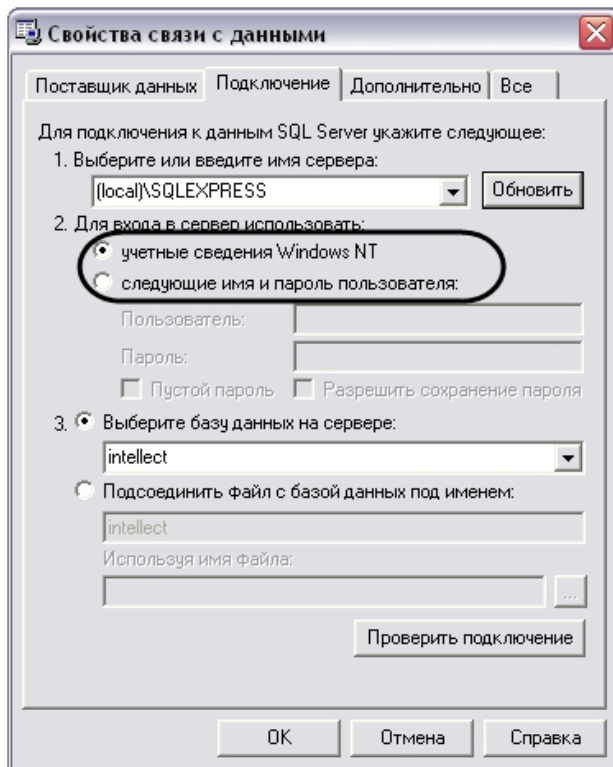 Свойства связи с данными
Поставщик данных Подключение Дополнительно Все
Для подключения к данным SQL Server укажите следующее:
1. Выберите или введите имя сервера:
(local)\SQLEXPRESS Обновить
2. Для входа в сервер использовать:
учетные сведения Windows NT
следующие имя и пароль пользователя:
Пользователь:
Пароль:
Пустой пароль Разрешить сохранение пароля
3. Выберите базу данных на сервере:
intellect
Подсоединить файл с базой данных под именем:
intellect
Используя имя файла:
...
Проверить подключение
OK Отмена Справка